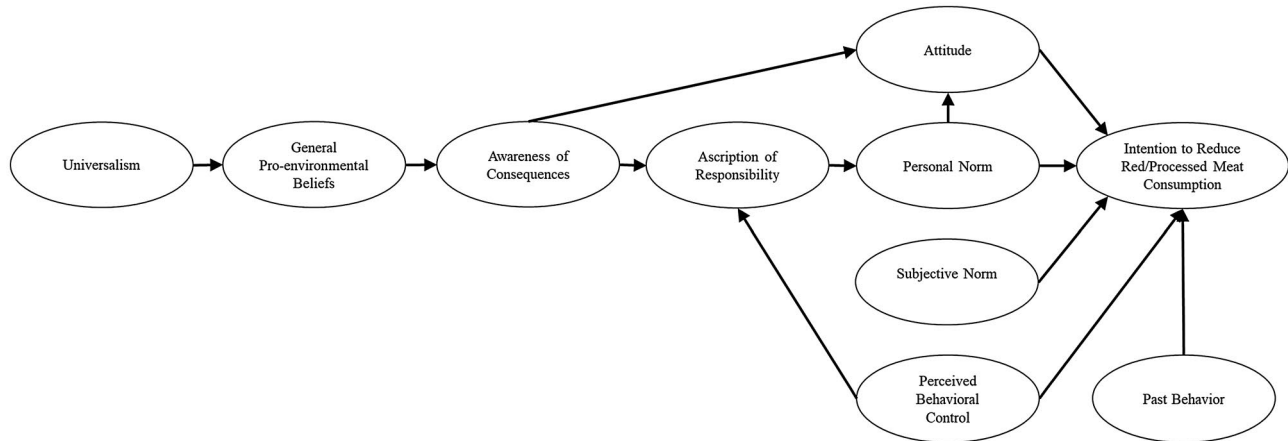 Attitude
Universalism
General
Pro-environmental
Beliefs
Awareness of
Consequences
Ascription of
Responsibility
Personal Norm
Intention to Reduce
Red/Processed Meat
Consumption
Subjective Norm
Perceived
Behavioral
Control
Past Behavior